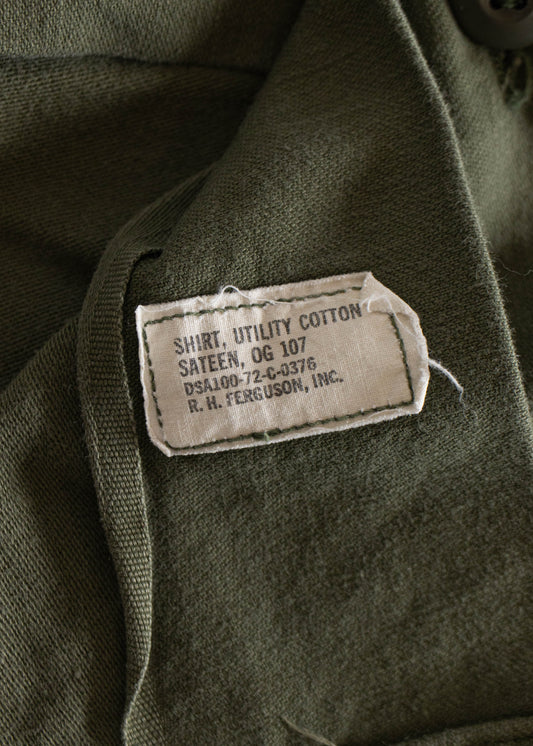 SHIRT, UTILITY COTTON
SATEEN, OG 107
DSA100-72-C-0376
R. H. FERGUSON, INC.